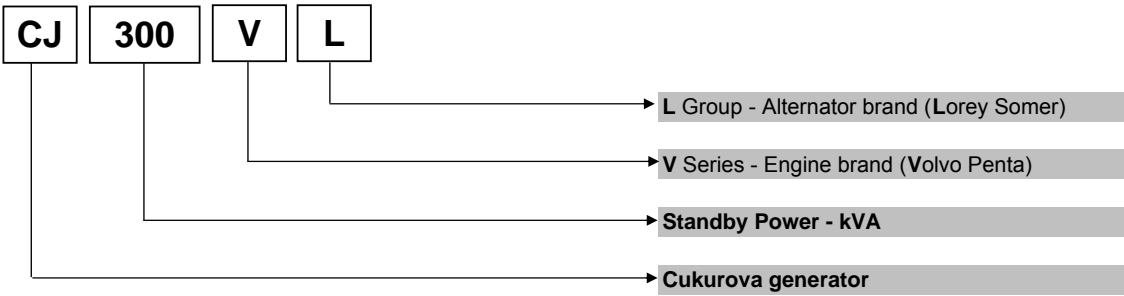 CJ 300 V L
L Group - Alternator brand (Lorey Somer)
V Series - Engine brand (Volvo Penta)
Standby Power - kVA
Cukurova generator